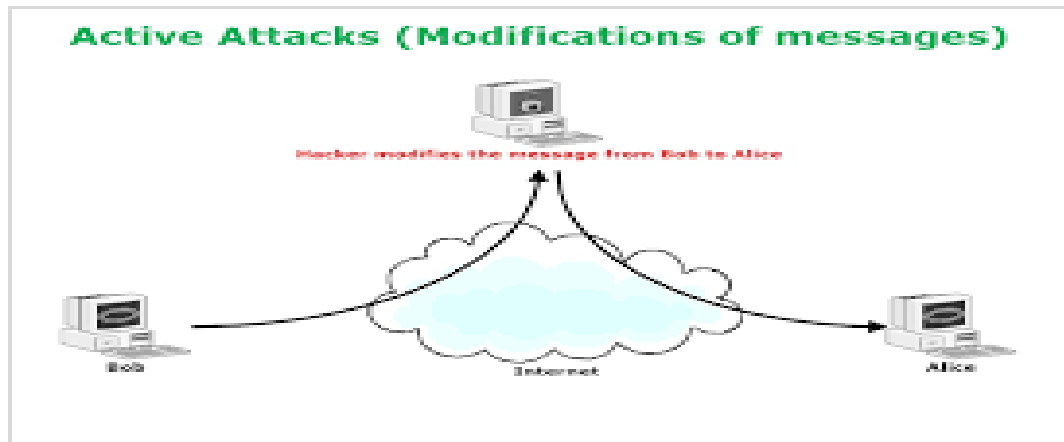 Active Attacks (Modifications of messages)
Hacker modifies the message from Bob to Alice
Bob
Internet
Alice